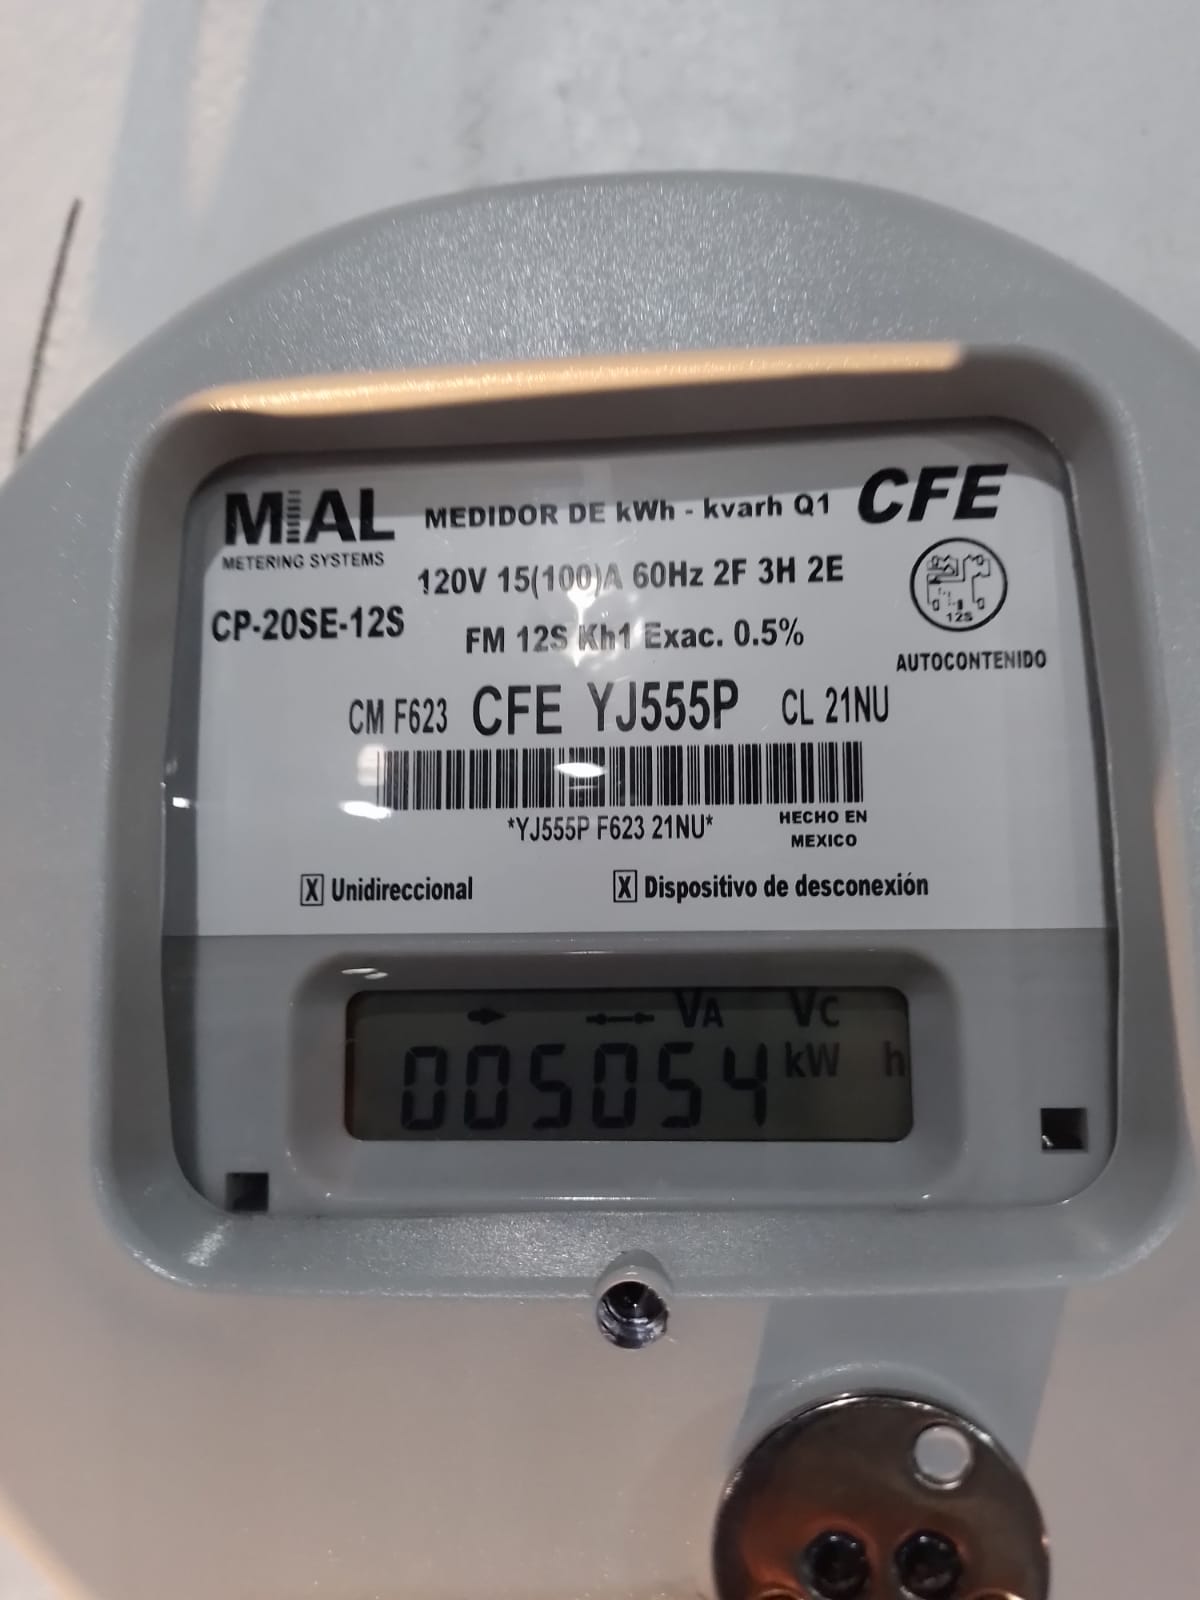 MIAL MEDIDOR DE kWh - kvarh Q1 CFE
METERING SYSTEMS
120V 15(100)A 60Hz 2F 3H 2E
CP-20SE-12S
FM 12S Kh1 Exac. 0.5%
12S
AUTOCONTENIDO
CM F623 CFE YJ555P CL 21NU
*YJ555P F623 21NU*
HECHO EN
MEXICO
X Unidireccional X Dispositivo de desconexión
VA VC
005054 kW h